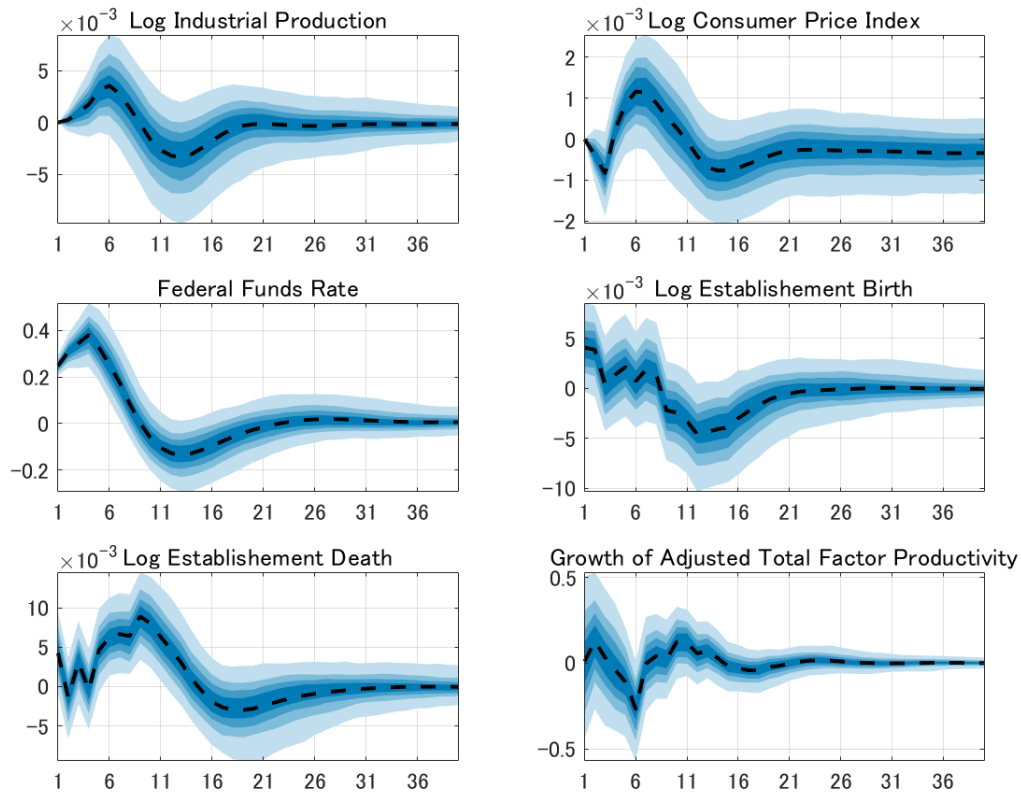 ×10⁻³ Log Industrial Production
5
0
−5
1 6 11 16 21 26 31 36
×10⁻³ Log Consumer Price Index
2
1
0
−1
−2
1 6 11 16 21 26 31 36
Federal Funds Rate
0.4
0.2
0
−0.2
1 6 11 16 21 26 31 36
×10⁻³ Log Establishement Birth
5
0
−5
−10
1 6 11 16 21 26 31 36
×10⁻³ Log Establishement Death
10
5
0
−5
1 6 11 16 21 26 31 36
Growth of Adjusted Total Factor Productivity
0.5
0
−0.5
1 6 11 16 21 26 31 36